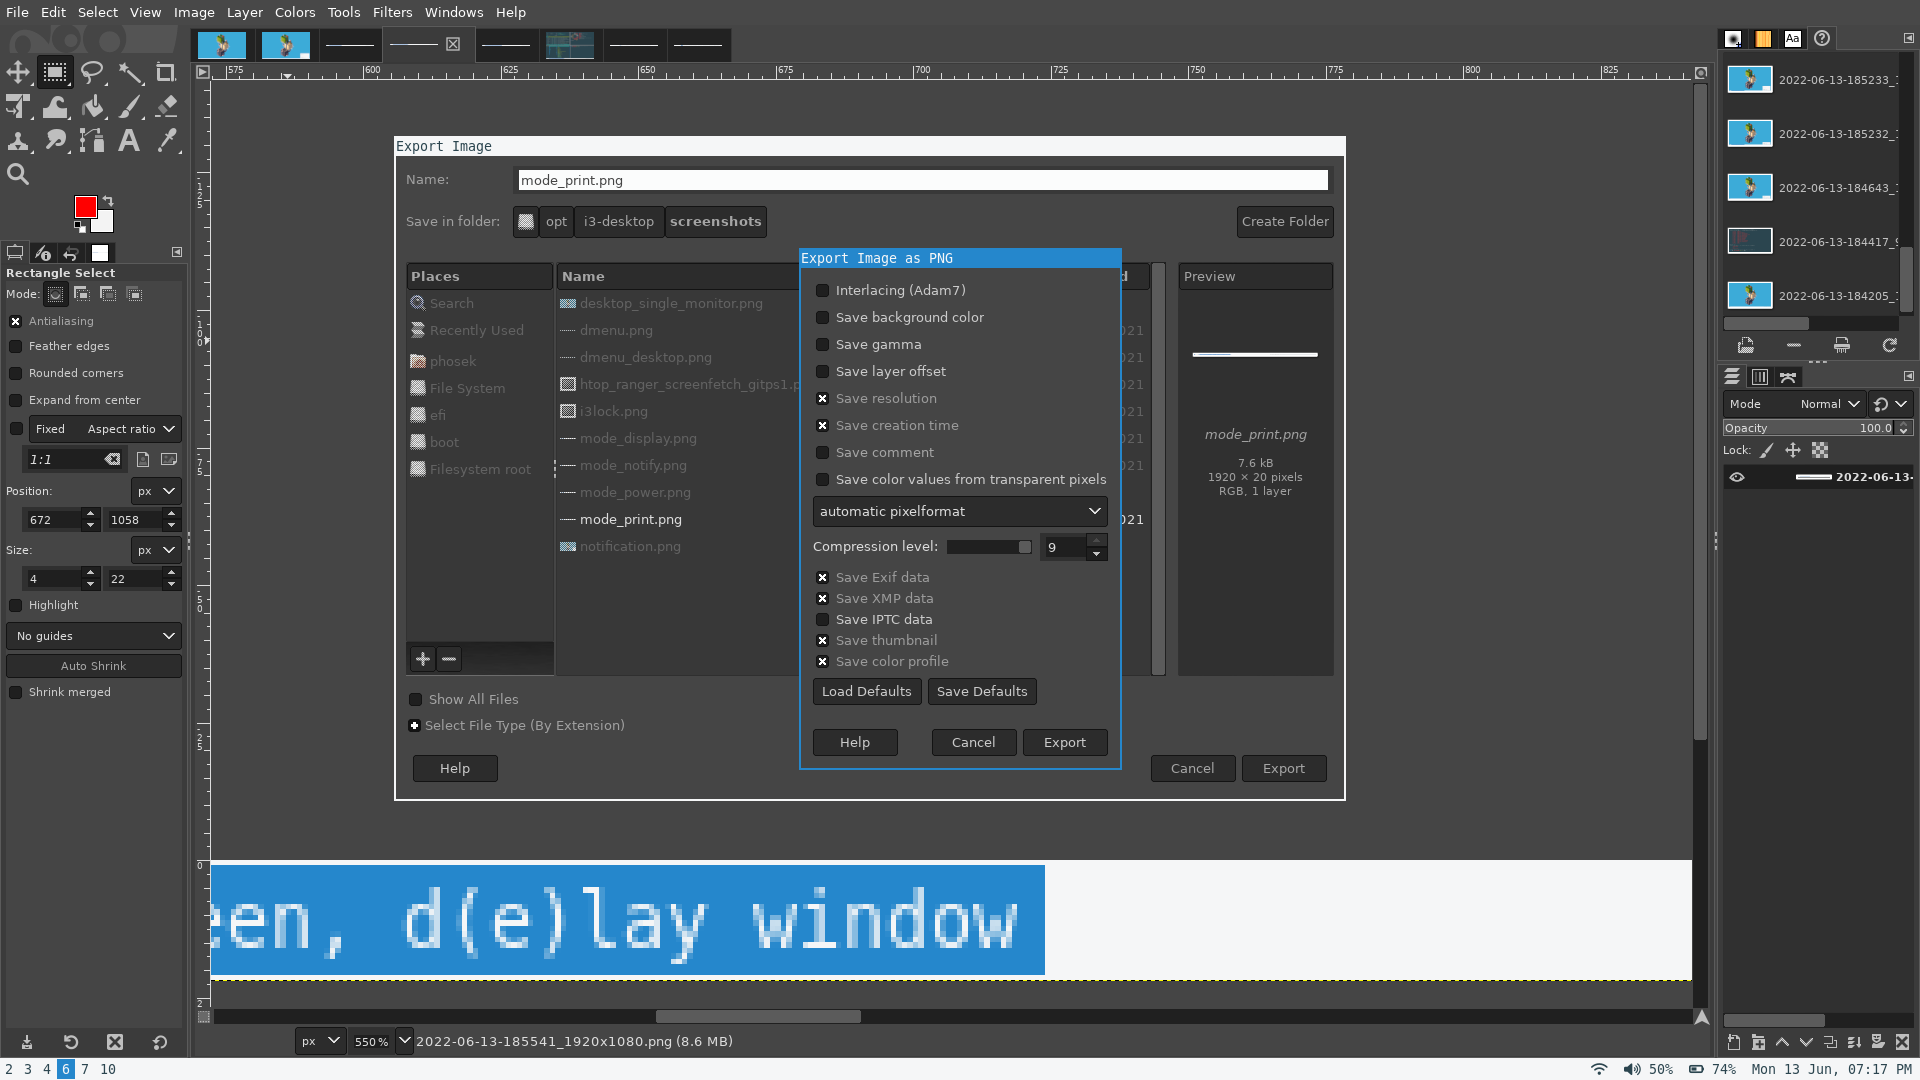 File Edit Select View Image Layer Colors Tools Filters Windows Help
575 600 625 650 675 700 725 750 775 800 825
Aa
2022-06-13-185233_
2022-06-13-185232_
2022-06-13-184643_
2022-06-13-184417_
2022-06-13-184205_
Rectangle Select
Mode:
Antialiasing
Feather edges
Rounded corners
Expand from center
Fixed Aspect ratio
1:1
Position: px
672 1058
Size: px
4 22
Highlight
No guides
Auto Shrink
Shrink merged
Export Image
Name: mode_print.png
Save in folder: opt i3-desktop screenshots Create Folder
Places
Search
Recently Used
phosek
File System
efi
boot
Filesystem root
Name
desktop_single_monitor.png
dmenu.png 021
dmenu_desktop.png 021
htop_ranger_screenfetch_gitps1.p 021
i3lock.png 021
mode_display.png 021
mode_notify.png 021
mode_power.png
mode_print.png 021
notification.png
Show All Files
Select File Type (By Extension)
Help Cancel Export
Export Image as PNG
Interlacing (Adam7)
Save background color
Save gamma
Save layer offset
Save resolution
Save creation time
Save comment
Save color values from transparent pixels
automatic pixelformat
Compression level: 9
Save Exif data
Save XMP data
Save IPTC data
Save thumbnail
Save color profile
Load Defaults Save Defaults
Help Cancel Export
Preview
mode_print.png
7.6 kB
1920 × 20 pixels
RGB, 1 layer
Mode Normal
Opacity 100.0
Lock:
2022-06-13-
een, d(e)lay window
px 550 % 2022-06-13-185541_1920x1080.png (8.6 MB)
2 3 4 6 7 10 50% 74% Mon 13 Jun, 07:17 PM